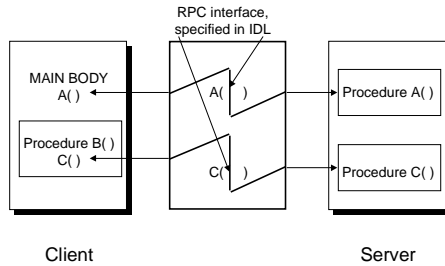 RPC interface,
specified in IDL
MAIN BODY
A( )
Procedure B( )
C( )
A( )
C( )
Procedure A( )
Procedure C( )
Client
Server